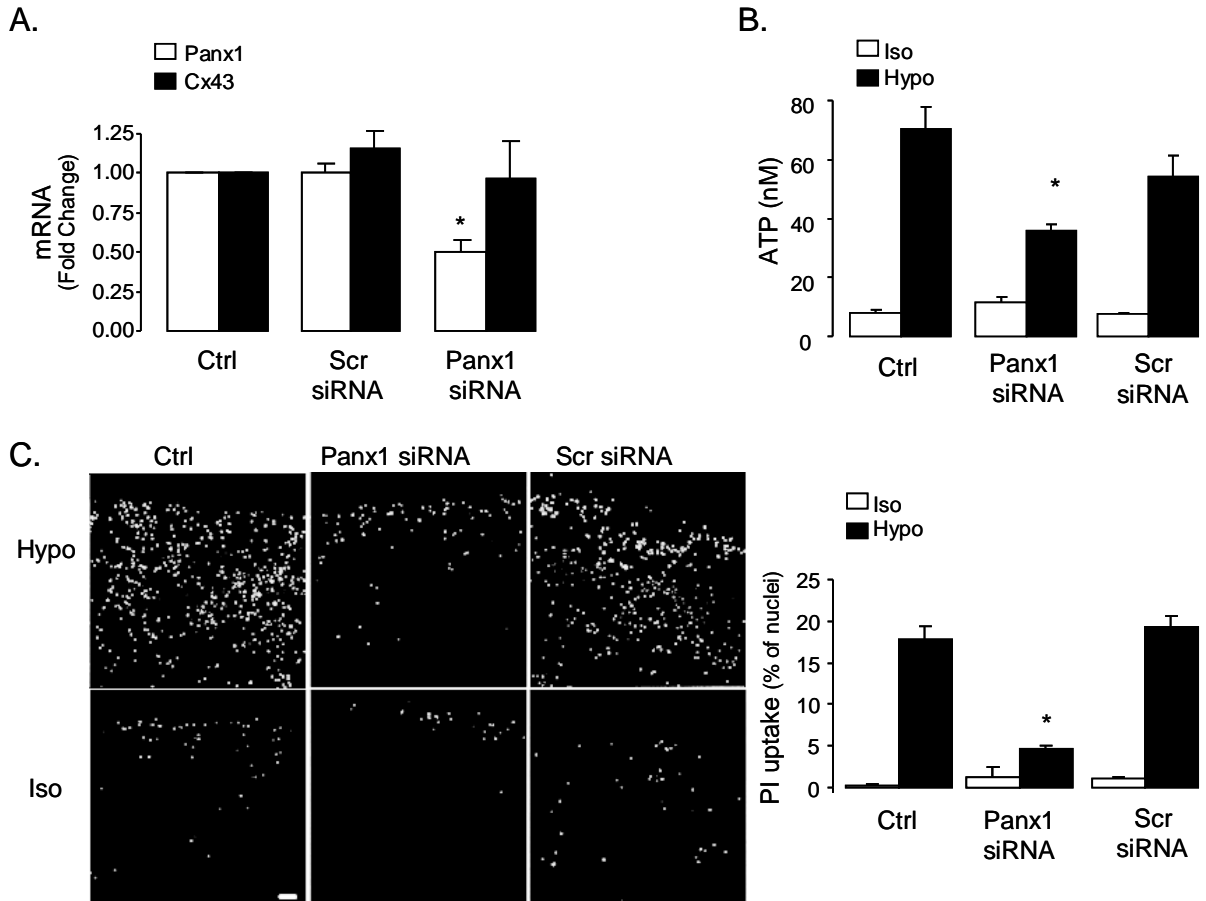 A.
Panx1
Cx43
1.25
1.00
0.75
0.50
0.25
0.00
mRNA
(Fold Change)
*
Ctrl
Scr
siRNA
Panx1
siRNA
B.
Iso
Hypo
80
60
40
20
0
ATP (nM)
*
Ctrl
Panx1
siRNA
Scr
siRNA
C.
Ctrl
Panx1 siRNA
Scr siRNA
Hypo
Iso
Iso
Hypo
25
20
15
10
5
0
PI uptake (% of nuclei)
*
Ctrl
Panx1
siRNA
Scr
siRNA